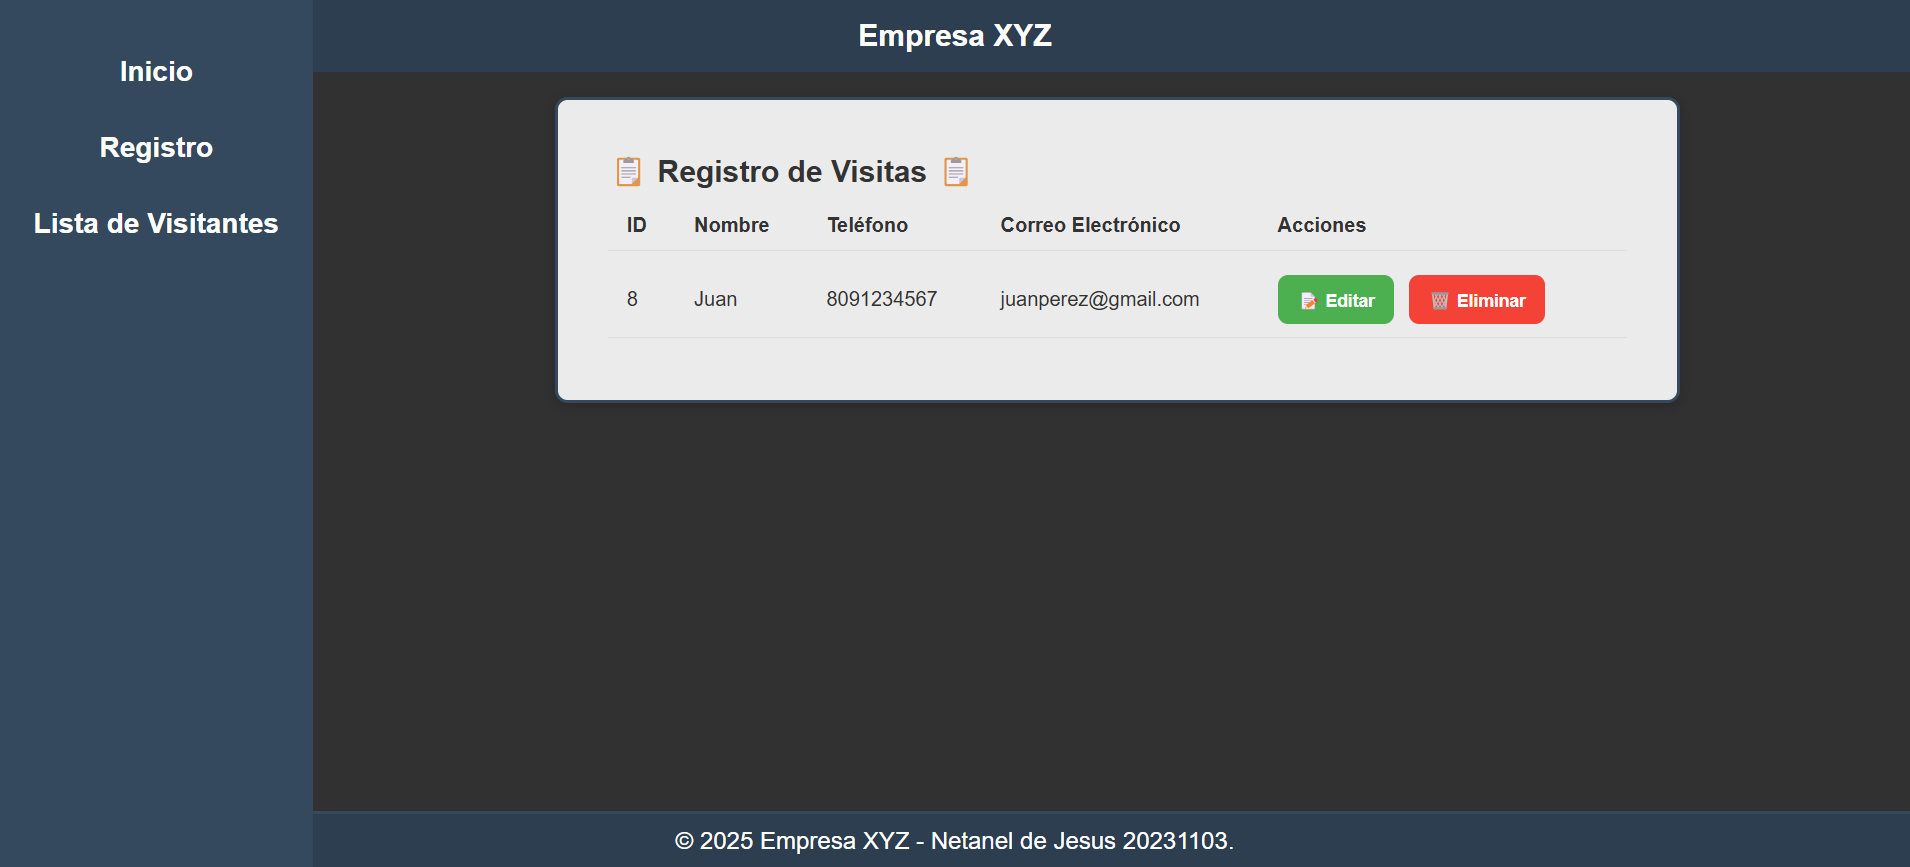 Inicio
Registro
Lista de Visitantes
Empresa XYZ
📋 Registro de Visitas 📋
ID Nombre Teléfono Correo Electrónico Acciones
8 Juan 8091234567 juanperez@gmail.com 📝 Editar 🗑️ Eliminar
© 2025 Empresa XYZ - Netanel de Jesus 20231103.